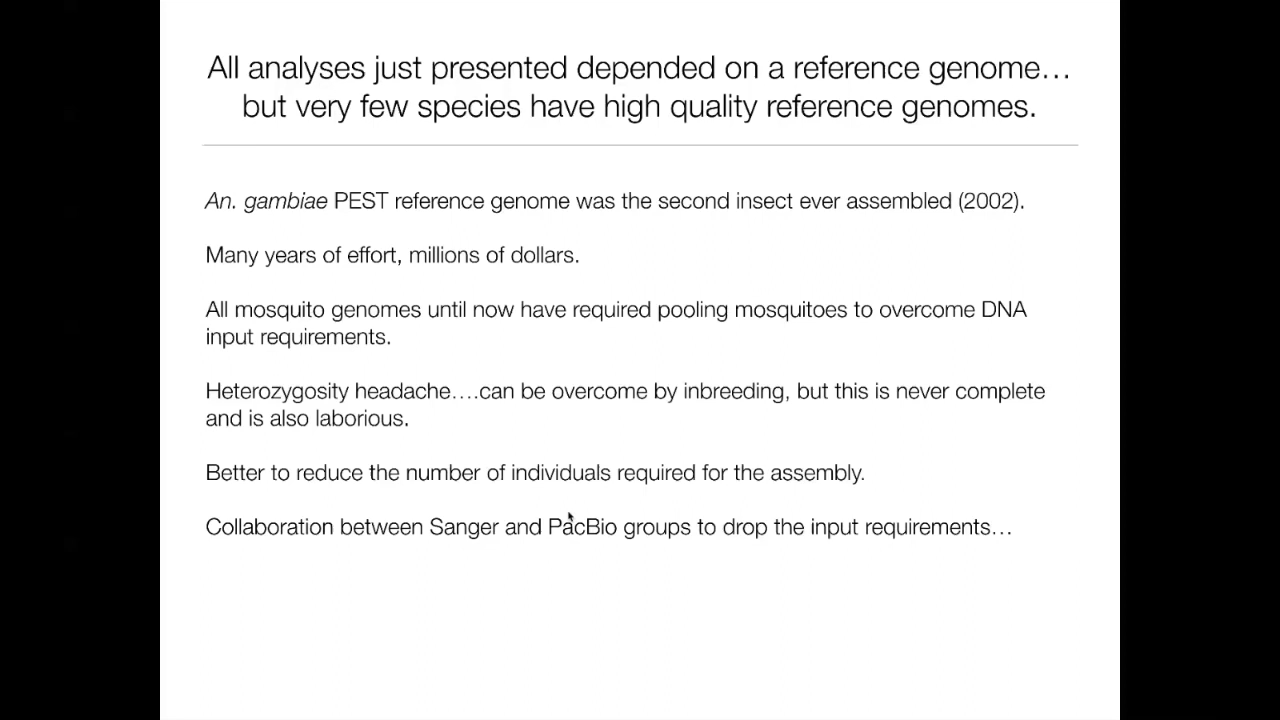 All analyses just presented depended on a reference genome…
but very few species have high quality reference genomes.
An. gambiae PEST reference genome was the second insect ever assembled (2002).
Many years of effort, millions of dollars.
All mosquito genomes until now have required pooling mosquitoes to overcome DNA
input requirements.
Heterozygosity headache….can be overcome by inbreeding, but this is never complete
and is also laborious.
Better to reduce the number of individuals required for the assembly.
Collaboration between Sanger and PacBio groups to drop the input requirements…